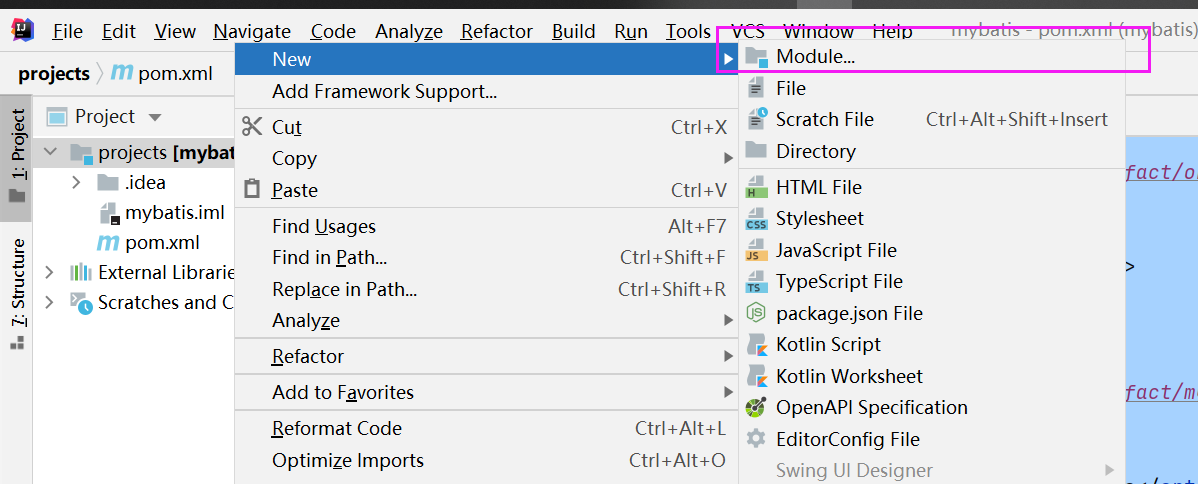 File Edit View Navigate Code Analyze Refactor Build Run Tools VCS Window Help mybatis - pom.xml (mybatis)
projects pom.xml
1: Project
7: Structure
Project
projects [mybat
.idea
mybatis.iml
pom.xml
External Librarie
Scratches and C
New
Add Framework Support...
Cut Ctrl+X
Copy
Paste Ctrl+V
Find Usages Alt+F7
Find in Path... Ctrl+Shift+F
Replace in Path... Ctrl+Shift+R
Analyze
Refactor
Add to Favorites
Reformat Code Ctrl+Alt+L
Optimize Imports Ctrl+Alt+O
Module...
File
Scratch File Ctrl+Alt+Shift+Insert
Directory
HTML File
Stylesheet
JavaScript File
TypeScript File
package.json File
Kotlin Script
Kotlin Worksheet
OpenAPI Specification
EditorConfig File
Swing UI Designer
fact/o
>
fact/m